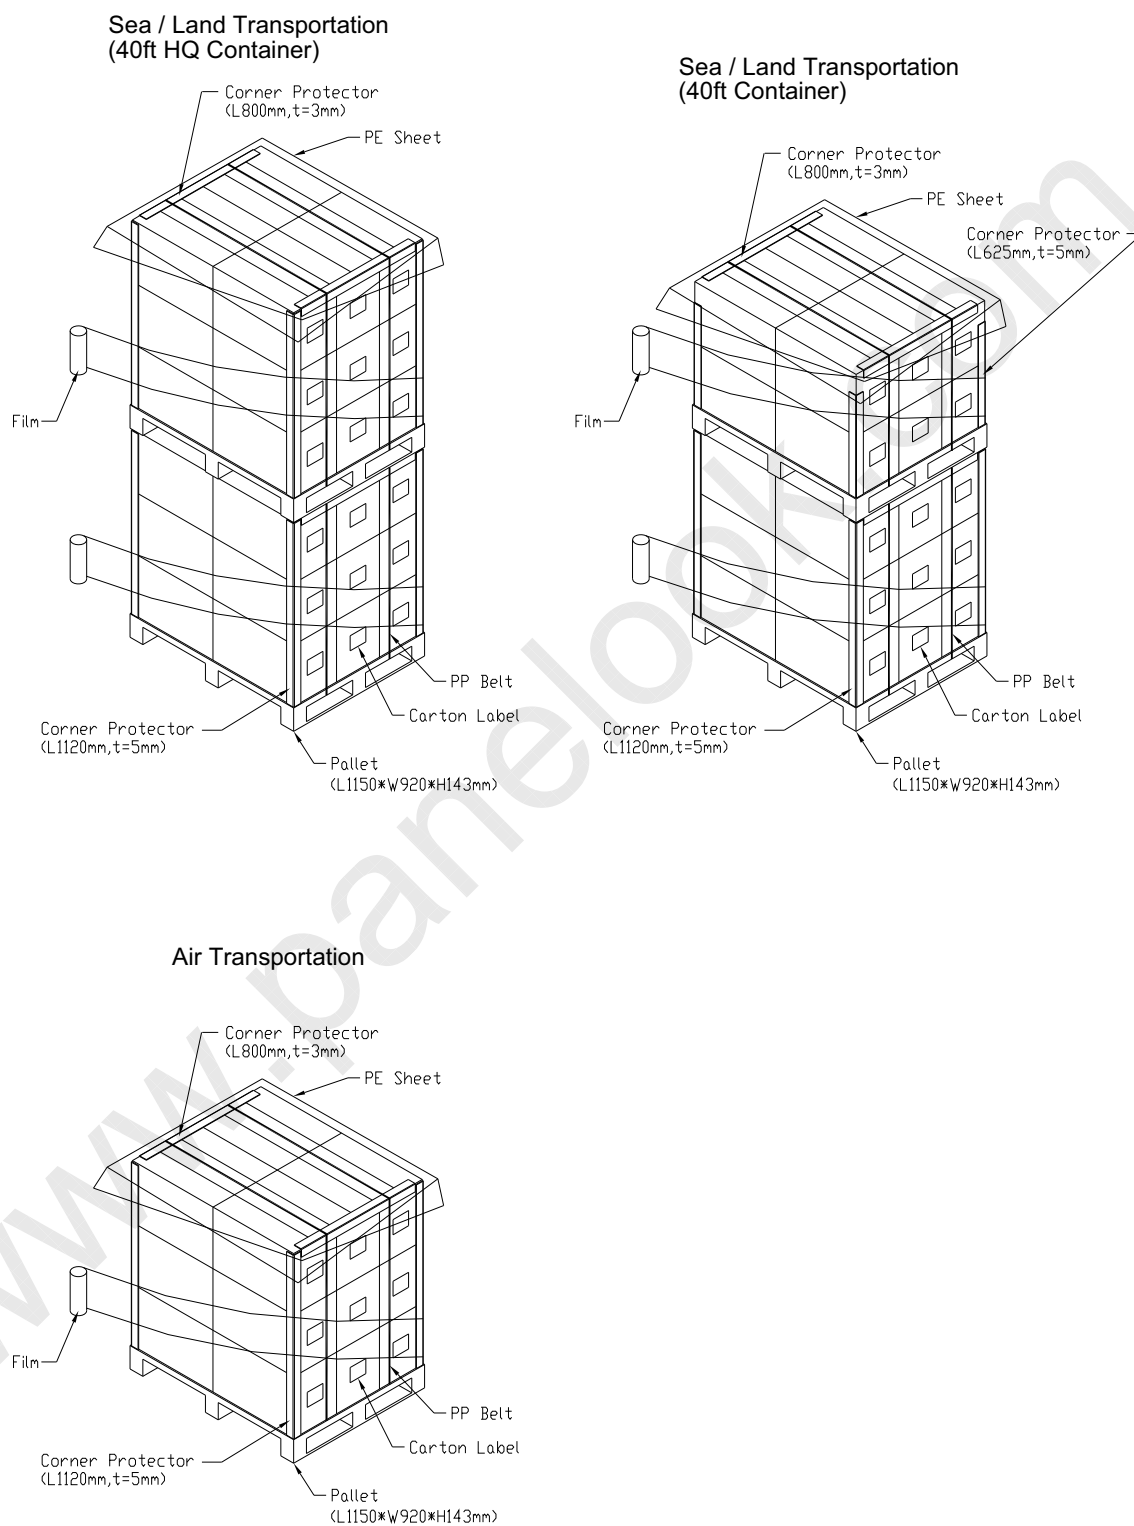 Sea / Land Transportation
(40ft HQ Container)
Corner Protector
(L800mm,t=3mm)
PE Sheet
Film
PP Belt
Carton Label
Corner Protector
(L1120mm,t=5mm)
Pallet
(L1150*W920*H143mm)
Sea / Land Transportation
(40ft Container)
Corner Protector
(L800mm,t=3mm)
PE Sheet
Corner Protector
(L625mm,t=5mm)
Film
PP Belt
Carton Label
Corner Protector
(L1120mm,t=5mm)
Pallet
(L1150*W920*H143mm)
Air Transportation
Corner Protector
(L800mm,t=3mm)
PE Sheet
Film
PP Belt
Carton Label
Corner Protector
(L1120mm,t=5mm)
Pallet
(L1150*W920*H143mm)
www.panelook.com